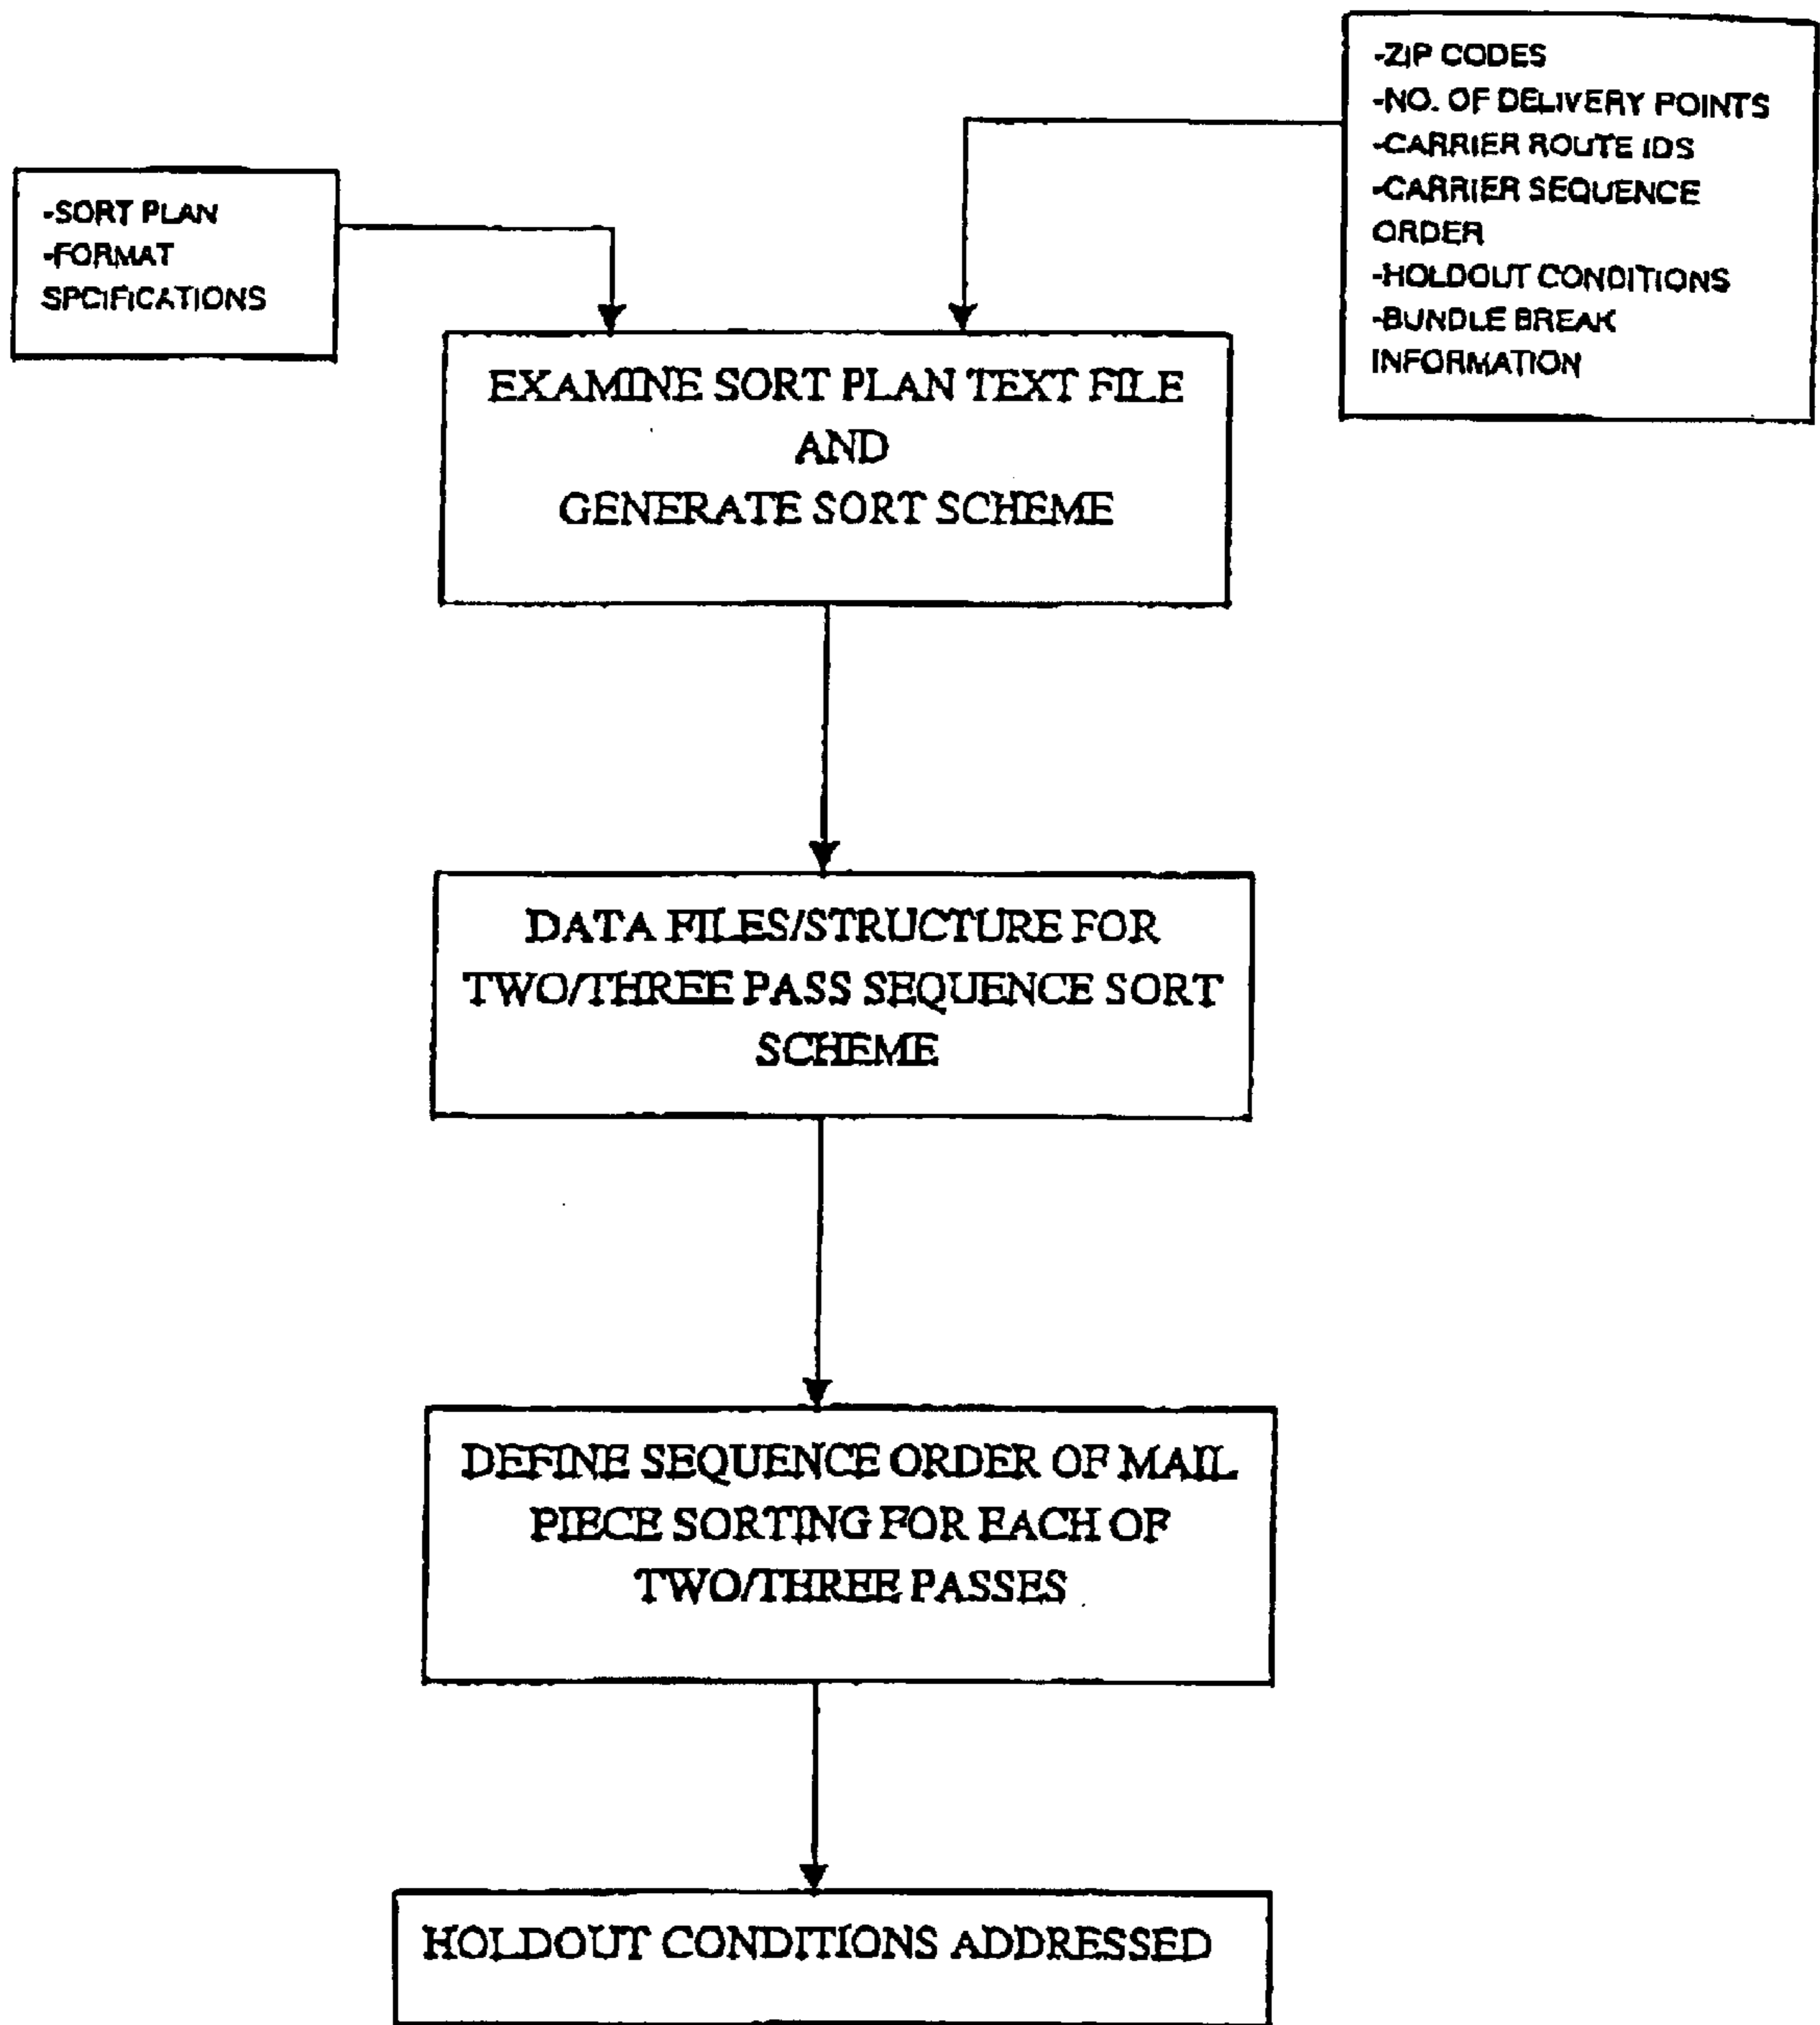 -ZIP CODES
-NO. OF DELIVERY POINTS
-CARRIER ROUTE IDS
-CARRIER SEQUENCE
ORDER
-HOLDOUT CONDITIONS
-BUNDLE BREAK
INFORMATION
-SORT PLAN
-FORMAT
SPCIFICATIONS
EXAMINE SORT PLAN TEXT FILE
AND
GENERATE SORT SCHEME
DATA FILES/STRUCTURE FOR
TWO/THREE PASS SEQUENCE SORT
SCHEME
DEFINE SEQUENCE ORDER OF MAIL
PIECE SORTING FOR EACH OF
TWO/THREE PASSES
HOLDOUT CONDITIONS ADDRESSED